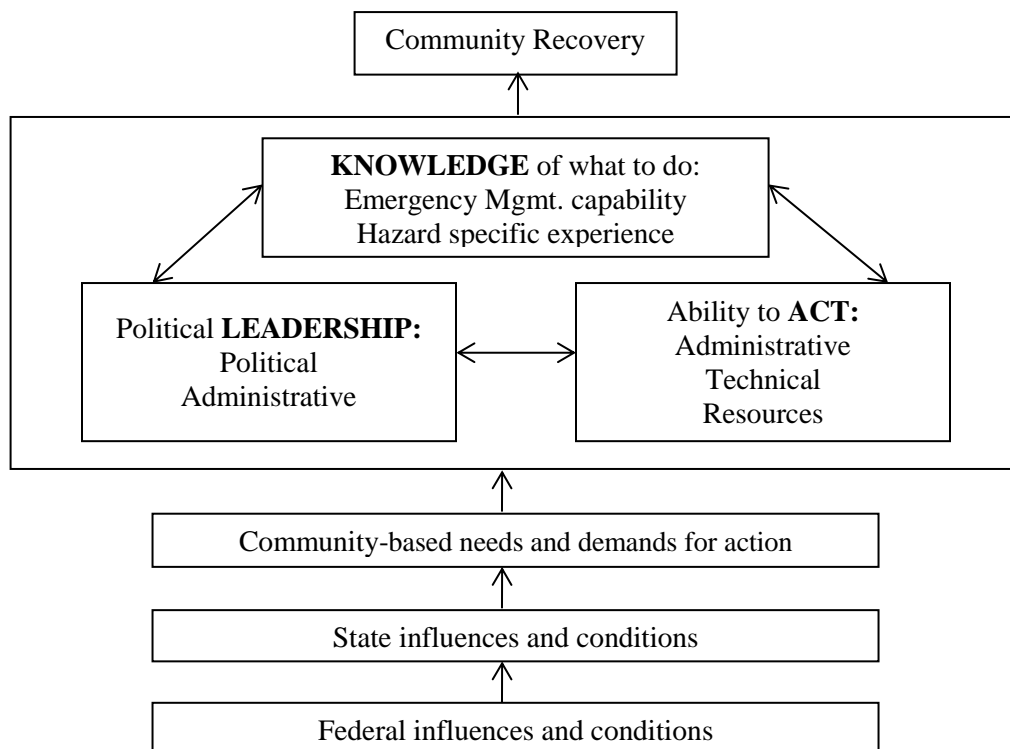 Community Recovery
KNOWLEDGE of what to do:
Emergency Mgmt. capability
Hazard specific experience
Political LEADERSHIP:
Political
Administrative
Ability to ACT:
Administrative
Technical
Resources
Community-based needs and demands for action
State influences and conditions
Federal influences and conditions